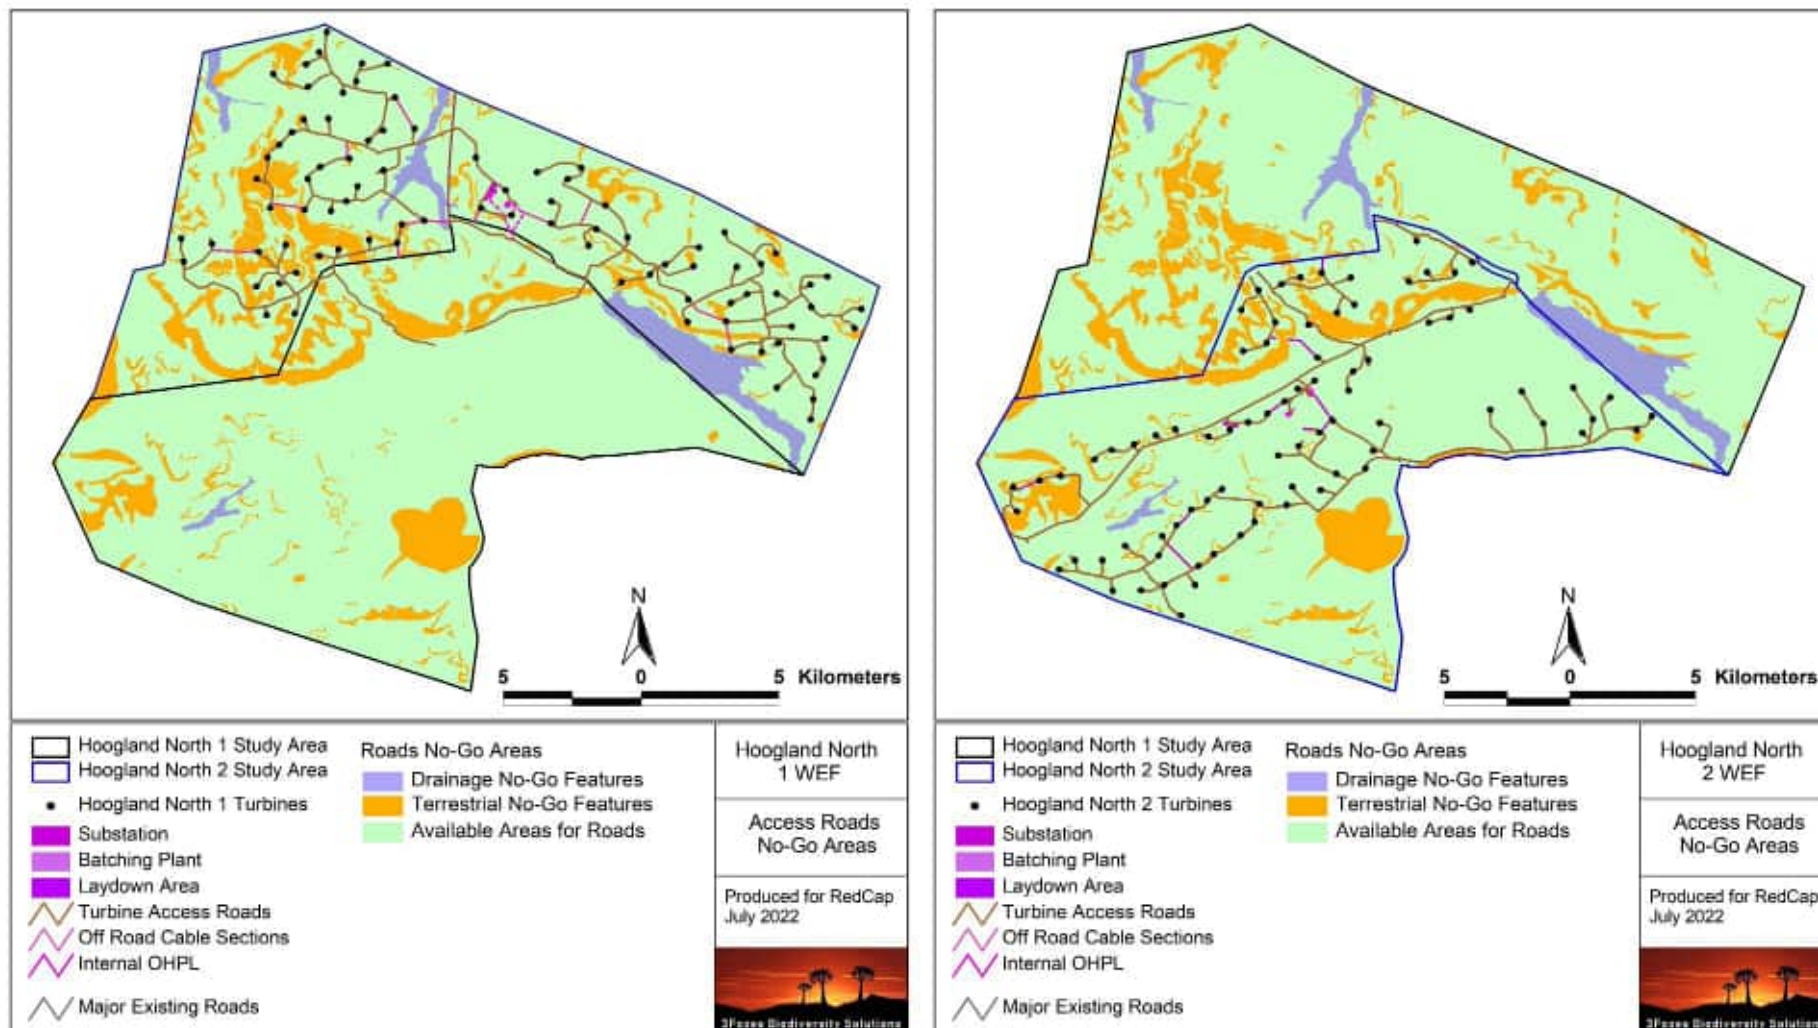 N
5 0 5 Kilometers
Hoogland North 1 Study Area
Hoogland North 2 Study Area
Hoogland North 1 Turbines
Substation
Batching Plant
Laydown Area
Turbine Access Roads
Off Road Cable Sections
Internal OHPL
Major Existing Roads
Roads No-Go Areas
Drainage No-Go Features
Terrestrial No-Go Features
Available Areas for Roads
Hoogland North
1 WEF
Access Roads
No-Go Areas
Produced for RedCap
July 2022
3Foxes Biodiversity Solutions
N
5 0 5 Kilometers
Hoogland North 1 Study Area
Hoogland North 2 Study Area
Hoogland North 2 Turbines
Substation
Batching Plant
Laydown Area
Turbine Access Roads
Off Road Cable Sections
Internal OHPL
Major Existing Roads
Roads No-Go Areas
Drainage No-Go Features
Terrestrial No-Go Features
Available Areas for Roads
Hoogland North
2 WEF
Access Roads
No-Go Areas
Produced for RedCap
July 2022
3Foxes Biodiversity Solutions